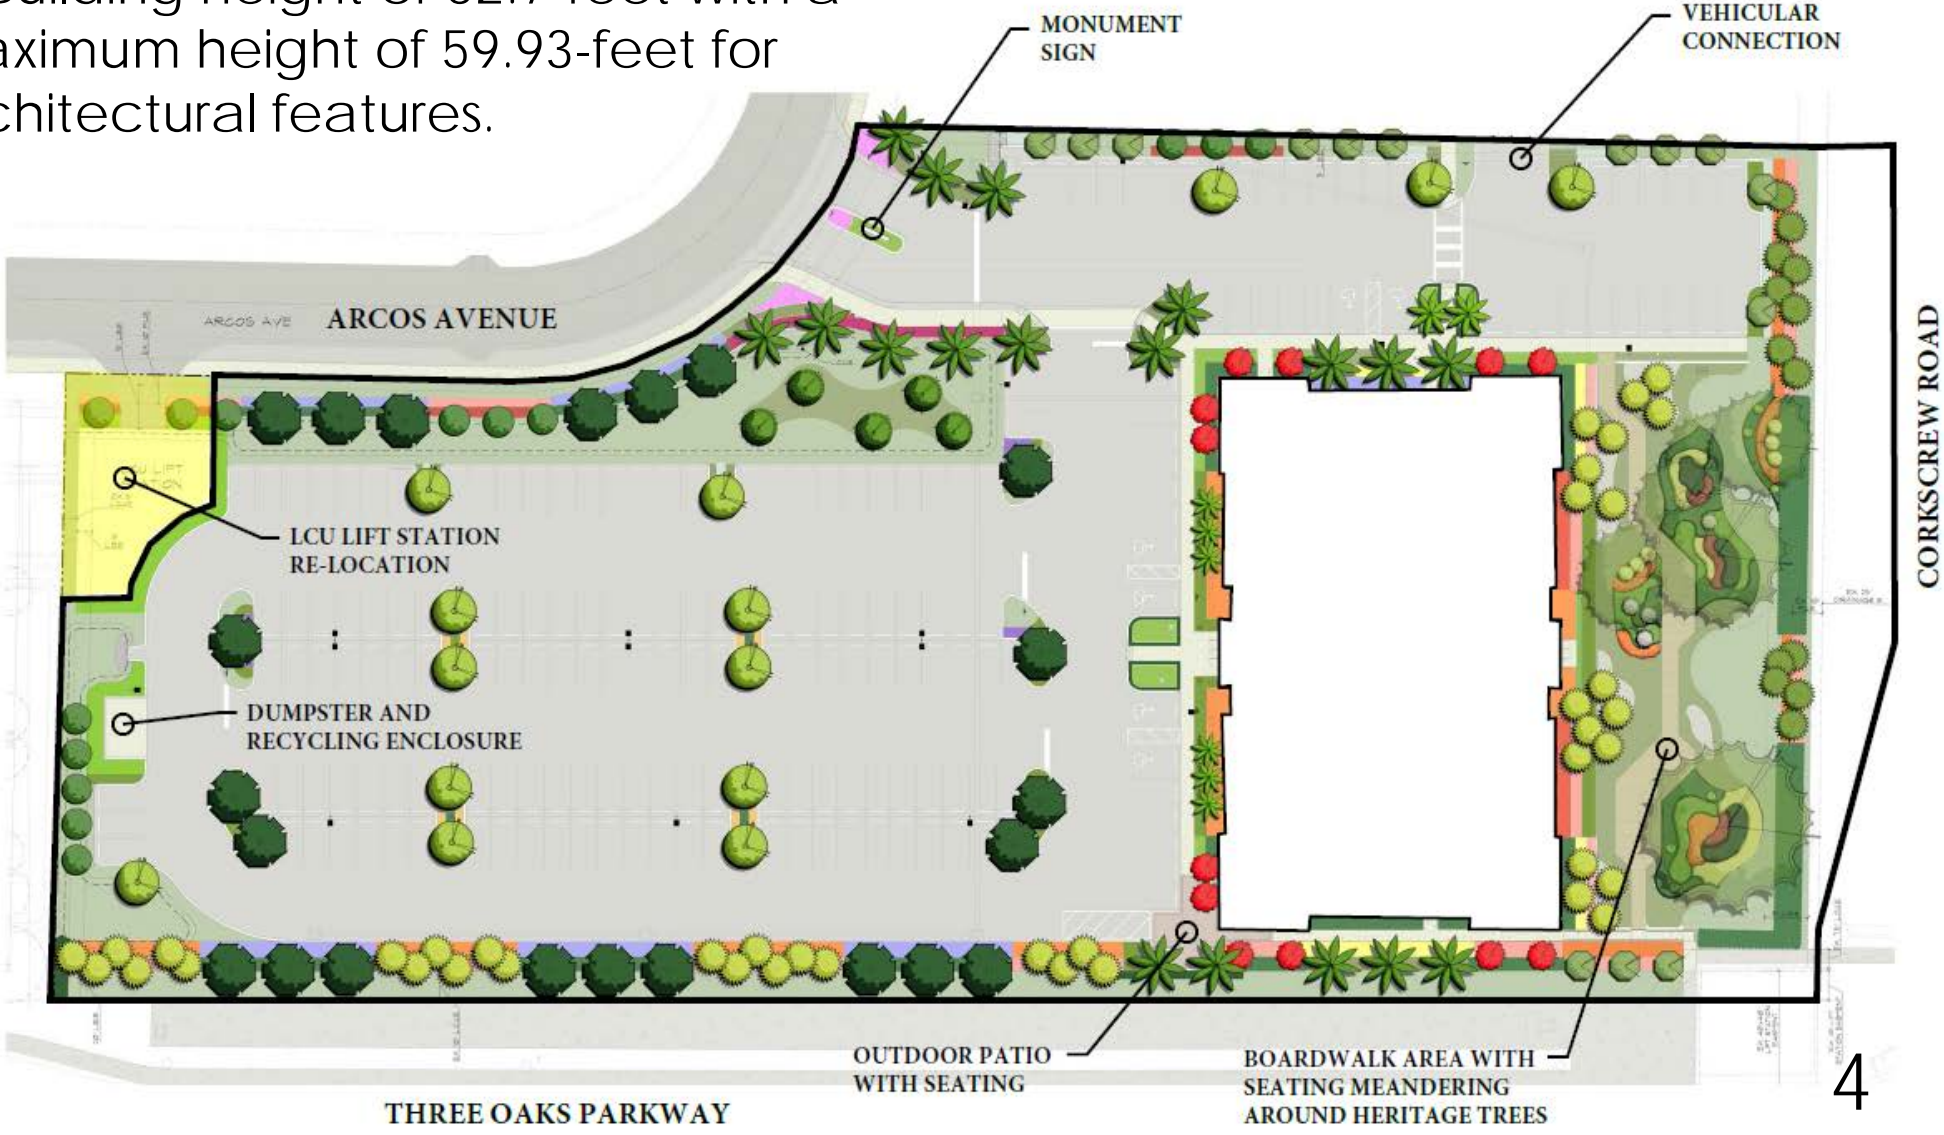 building height of 52.7-feet with a
aximum height of 59.93-feet for
chitectural features.
MONUMENT
SIGN
VEHICULAR
CONNECTION
ARCOS AVE
ARCOS AVENUE
CORKSCREW ROAD
LCU LIFT STATION
RE-LOCATION
DUMPSTER AND
RECYCLING ENCLOSURE
OUTDOOR PATIO
WITH SEATING
BOARDWALK AREA WITH
SEATING MEANDERING
AROUND HERITAGE TREES
THREE OAKS PARKWAY
4